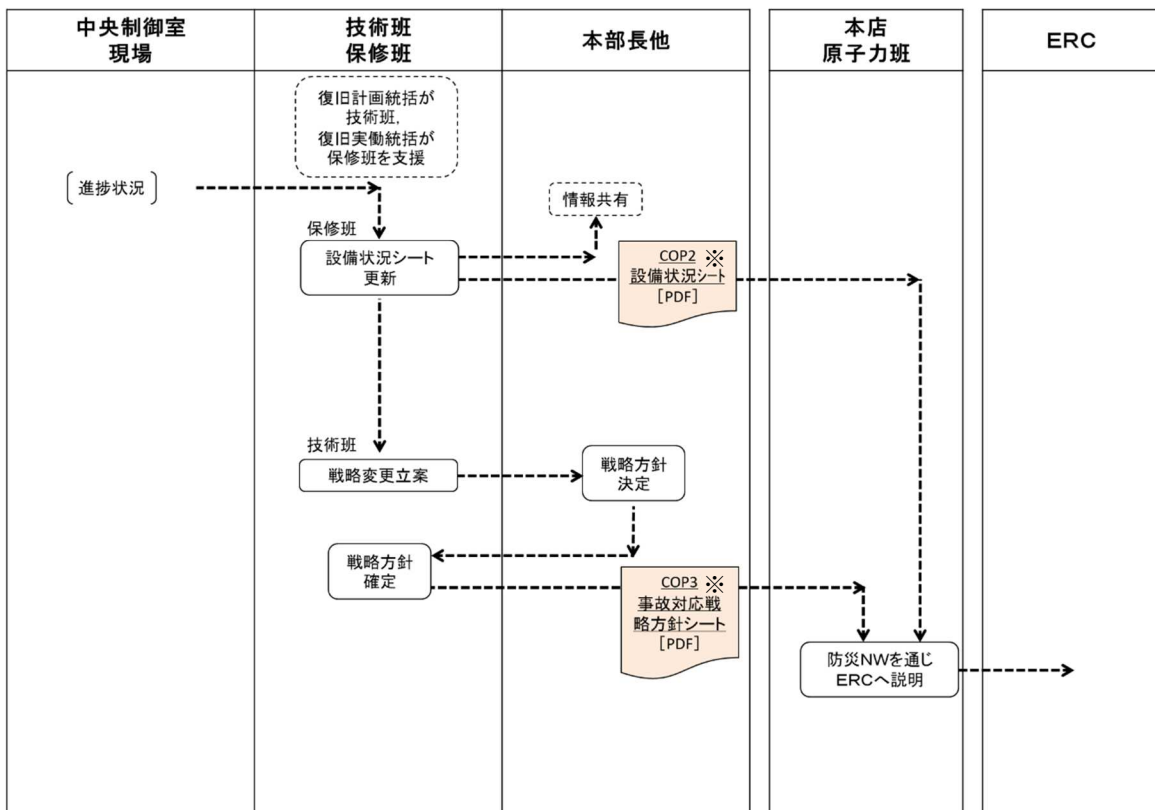 中央制御室
現場
技術班
保修班
本部長他
本店
原子力班
ERC
復旧計画統括が
技術班，
復旧実働統括が
保修班を支援
進捗状況
情報共有
保修班
設備状況シート
更新
COP2 ※
設備状況シート
[PDF]
技術班
戦略変更立案
戦略方針
決定
戦略方針
確定
COP3 ※
事故対応戦
略方針シート
[PDF]
防災NWを通じ
ERCへ説明